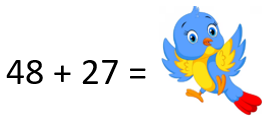 48 + 27 =